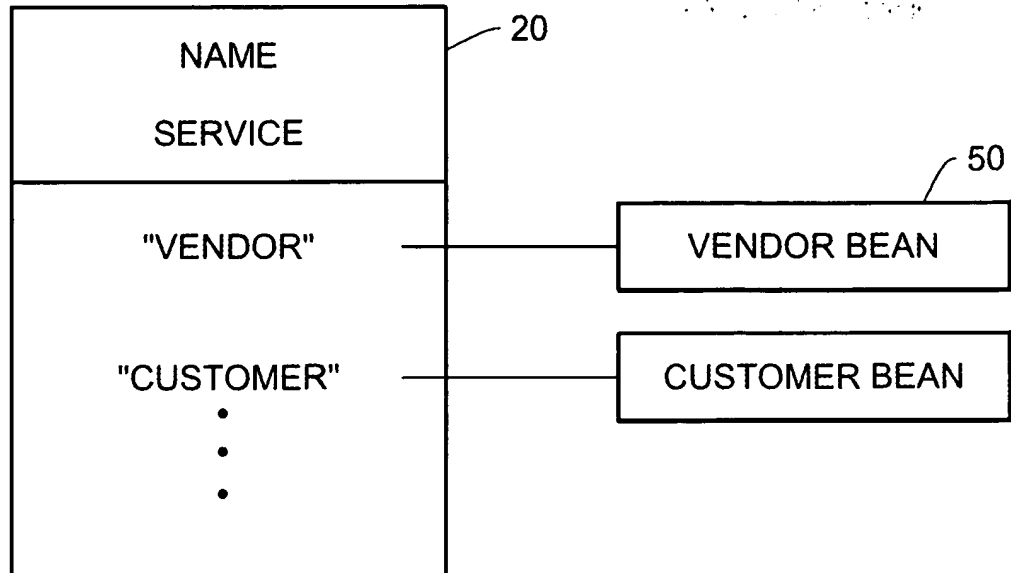 NAME
SERVICE
20
50
"VENDOR"
VENDOR BEAN
"CUSTOMER"
CUSTOMER BEAN